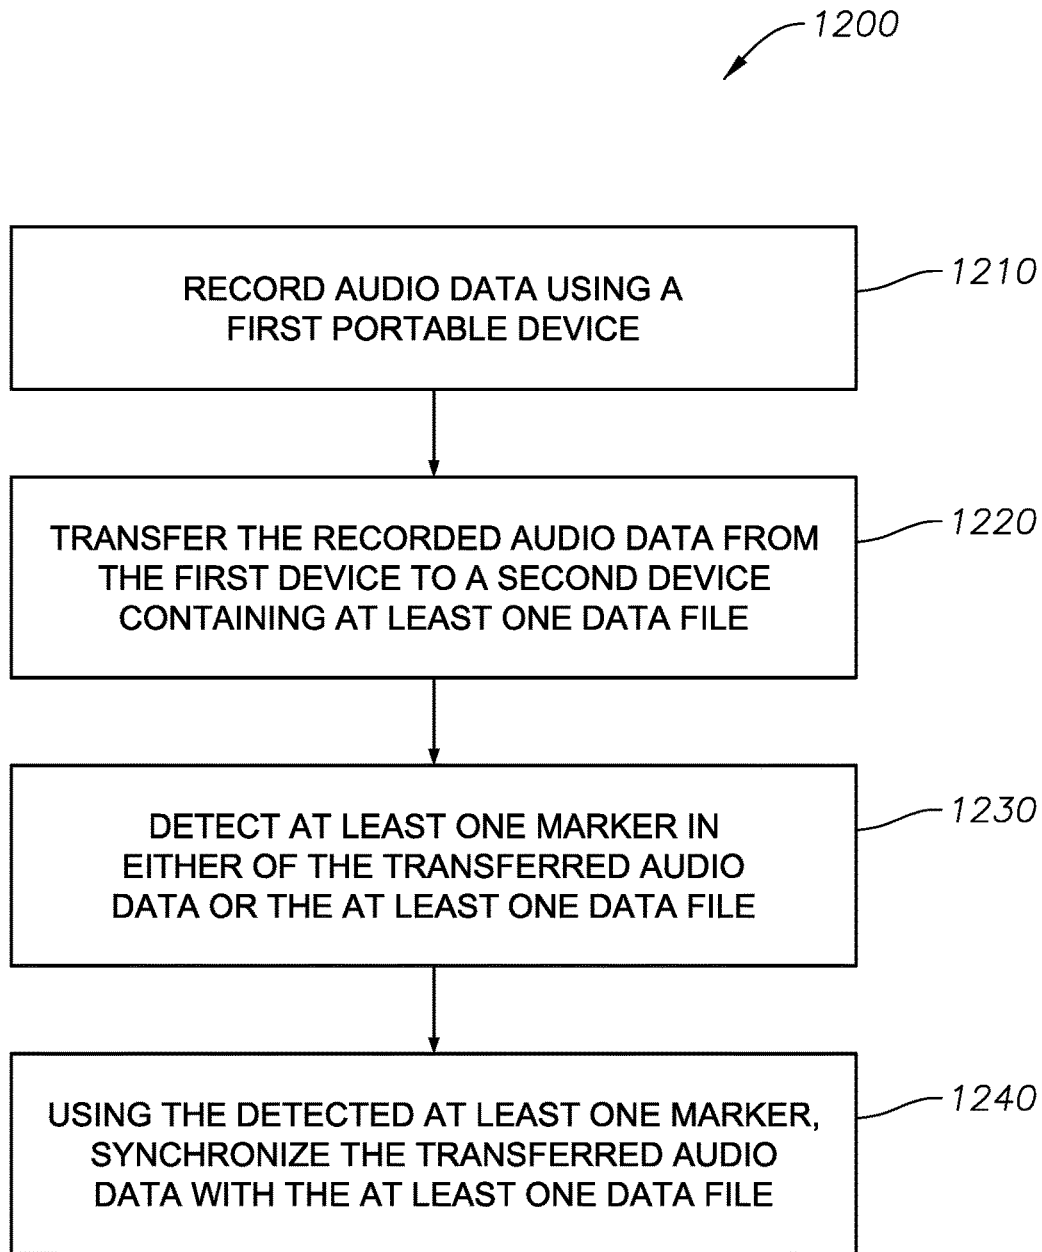 1200
RECORD AUDIO DATA USING A
FIRST PORTABLE DEVICE
1210
TRANSFER THE RECORDED AUDIO DATA FROM
THE FIRST DEVICE TO A SECOND DEVICE
CONTAINING AT LEAST ONE DATA FILE
1220
DETECT AT LEAST ONE MARKER IN
EITHER OF THE TRANSFERRED AUDIO
DATA OR THE AT LEAST ONE DATA FILE
1230
USING THE DETECTED AT LEAST ONE MARKER,
SYNCHRONIZE THE TRANSFERRED AUDIO
DATA WITH THE AT LEAST ONE DATA FILE
1240